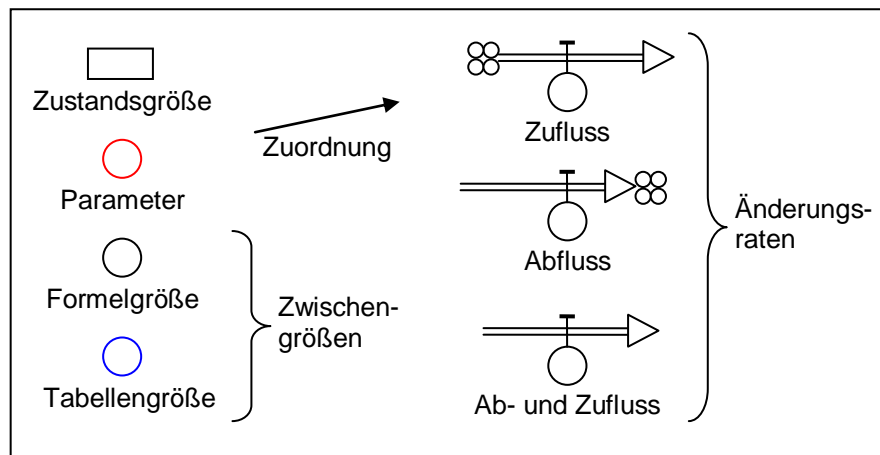 Zustandsgröße
Parameter
Formelgröße
Tabellengröße
Zwischen-
größen
Zuordnung
Zufluss
Abfluss
Ab- und Zufluss
Änderungs-
raten